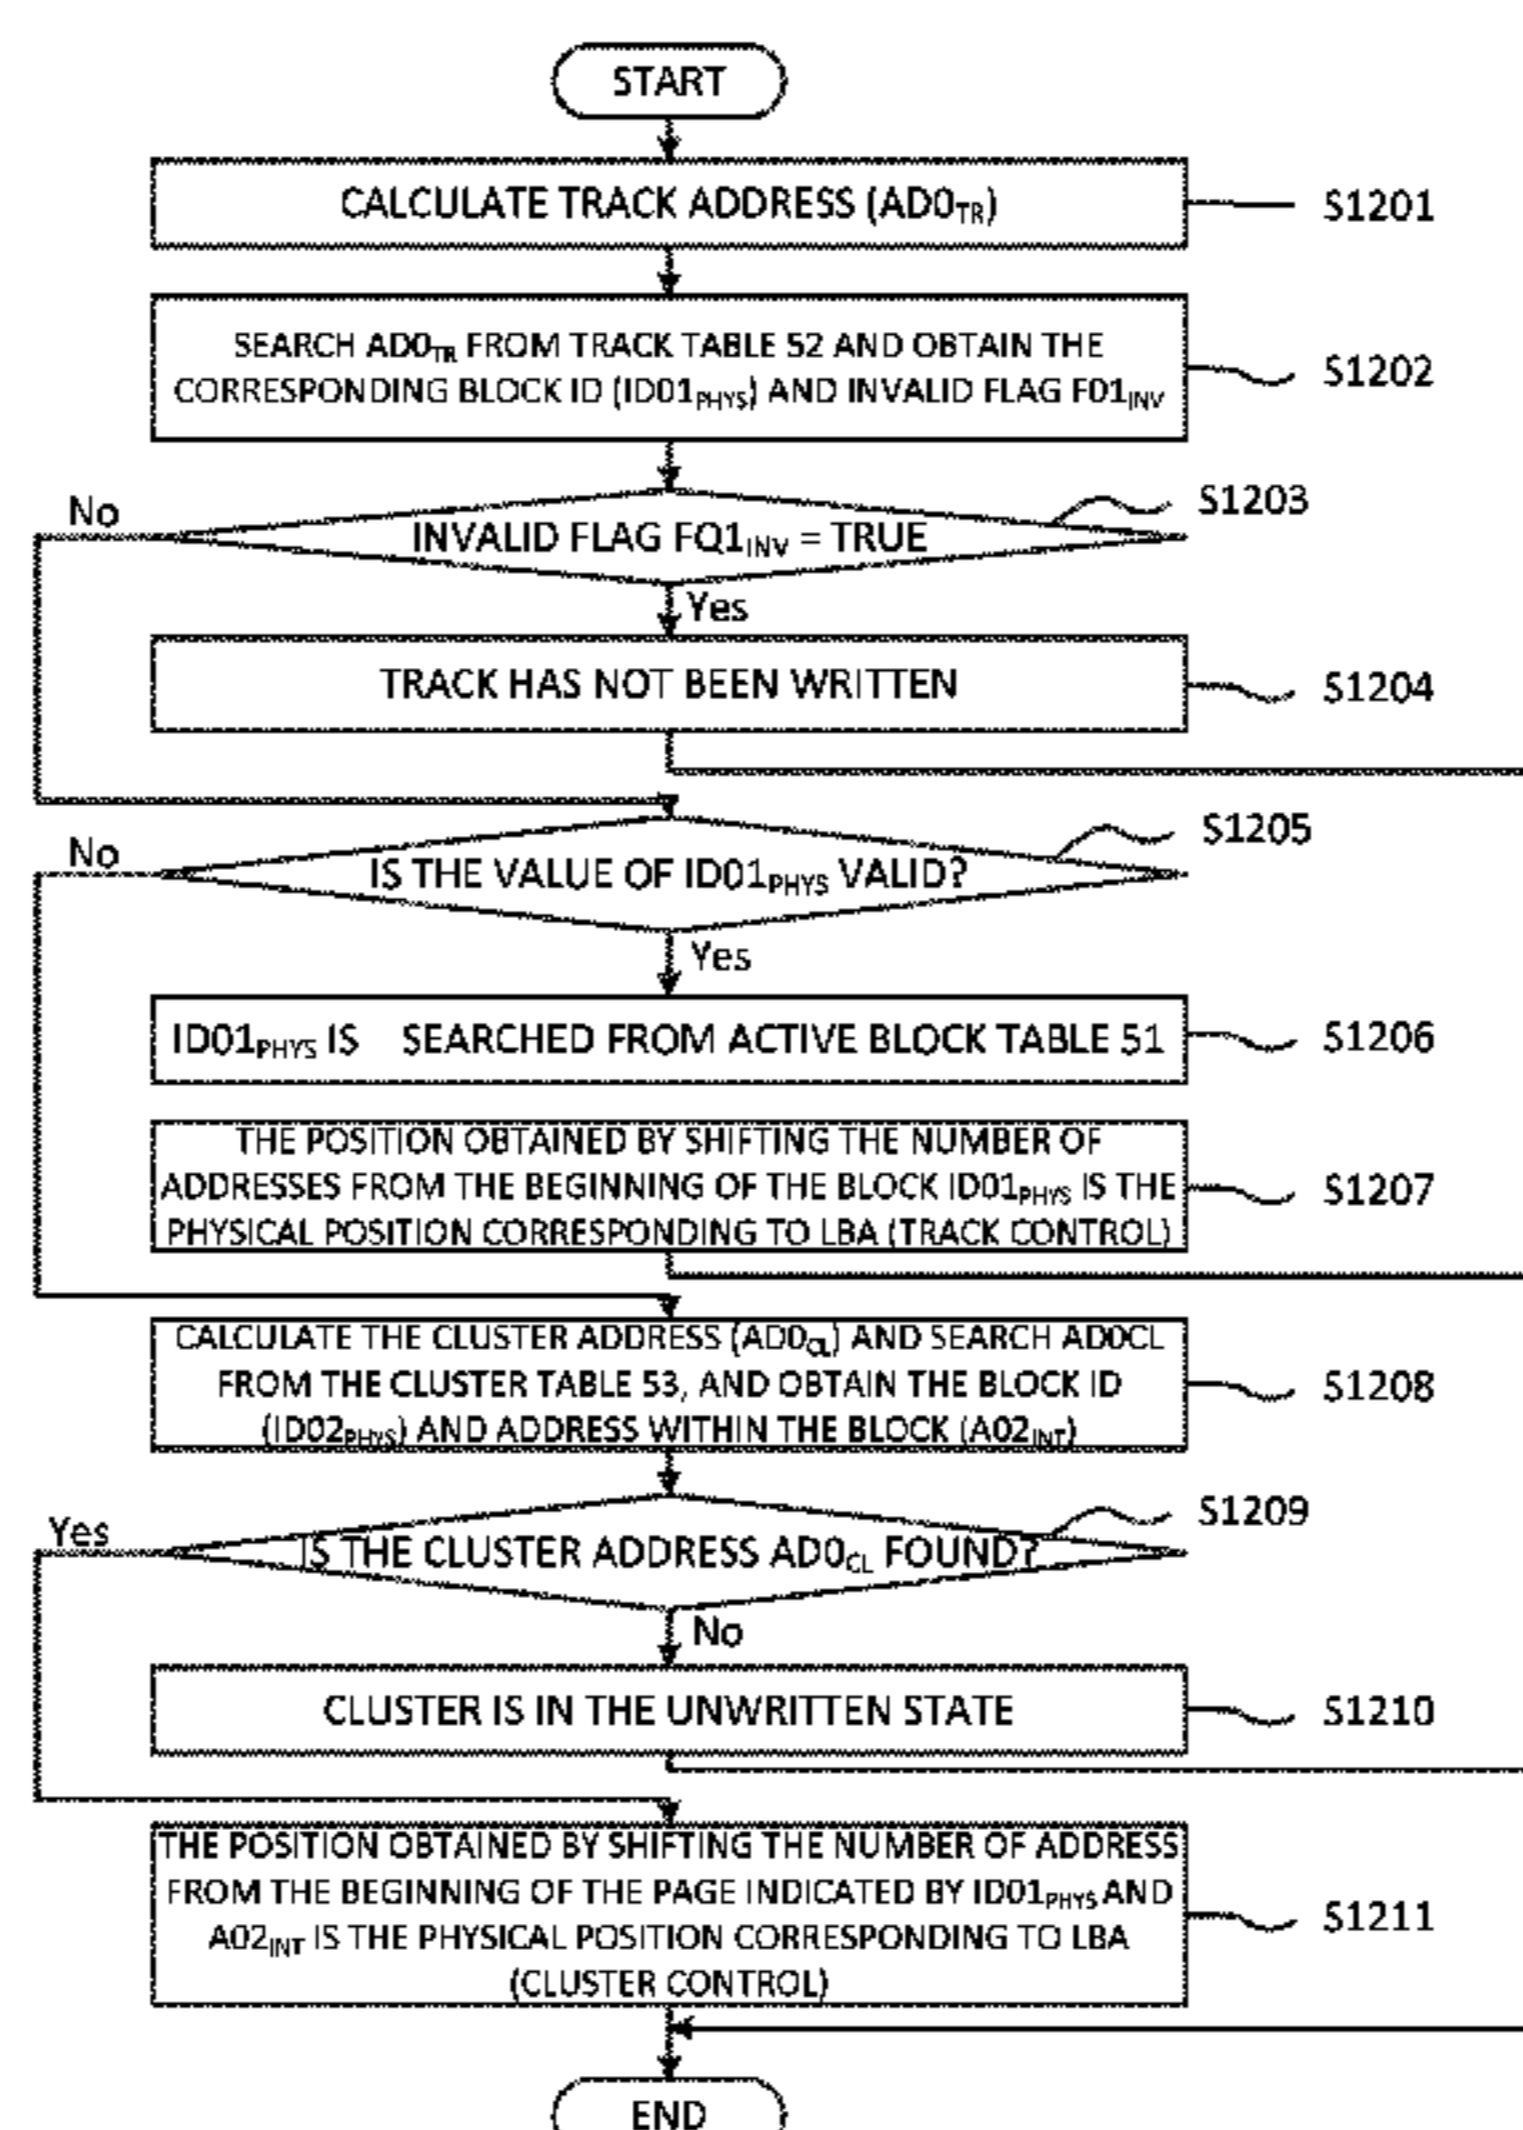 START
CALCULATE TRACK ADDRESS (AD0TR)
S1201
SEARCH AD0TR FROM TRACK TABLE 52 AND OBTAIN THE
CORRESPONDING BLOCK ID (ID01PHYS) AND INVALID FLAG F01INV
S1202
No
INVALID FLAG FQ1INV = TRUE
S1203
Yes
TRACK HAS NOT BEEN WRITTEN
S1204
No
IS THE VALUE OF ID01PHYS VALID?
S1205
Yes
ID01PHYS IS SEARCHED FROM ACTIVE BLOCK TABLE 51
S1206
THE POSITION OBTAINED BY SHIFTING THE NUMBER OF
ADDRESSES FROM THE BEGINNING OF THE BLOCK ID01PHYS IS THE
PHYSICAL POSITION CORRESPONDING TO LBA (TRACK CONTROL)
S1207
CALCULATE THE CLUSTER ADDRESS (AD0CL) AND SEARCH AD0CL
FROM THE CLUSTER TABLE 53, AND OBTAIN THE BLOCK ID
(ID02PHYS) AND ADDRESS WITHIN THE BLOCK (A02INT)
S1208
Yes
IS THE CLUSTER ADDRESS AD0CL FOUND?
S1209
No
CLUSTER IS IN THE UNWRITTEN STATE
S1210
THE POSITION OBTAINED BY SHIFTING THE NUMBER OF ADDRESS
FROM THE BEGINNING OF THE PAGE INDICATED BY ID01PHYS AND
A02INT IS THE PHYSICAL POSITION CORRESPONDING TO LBA
(CLUSTER CONTROL)
S1211
END